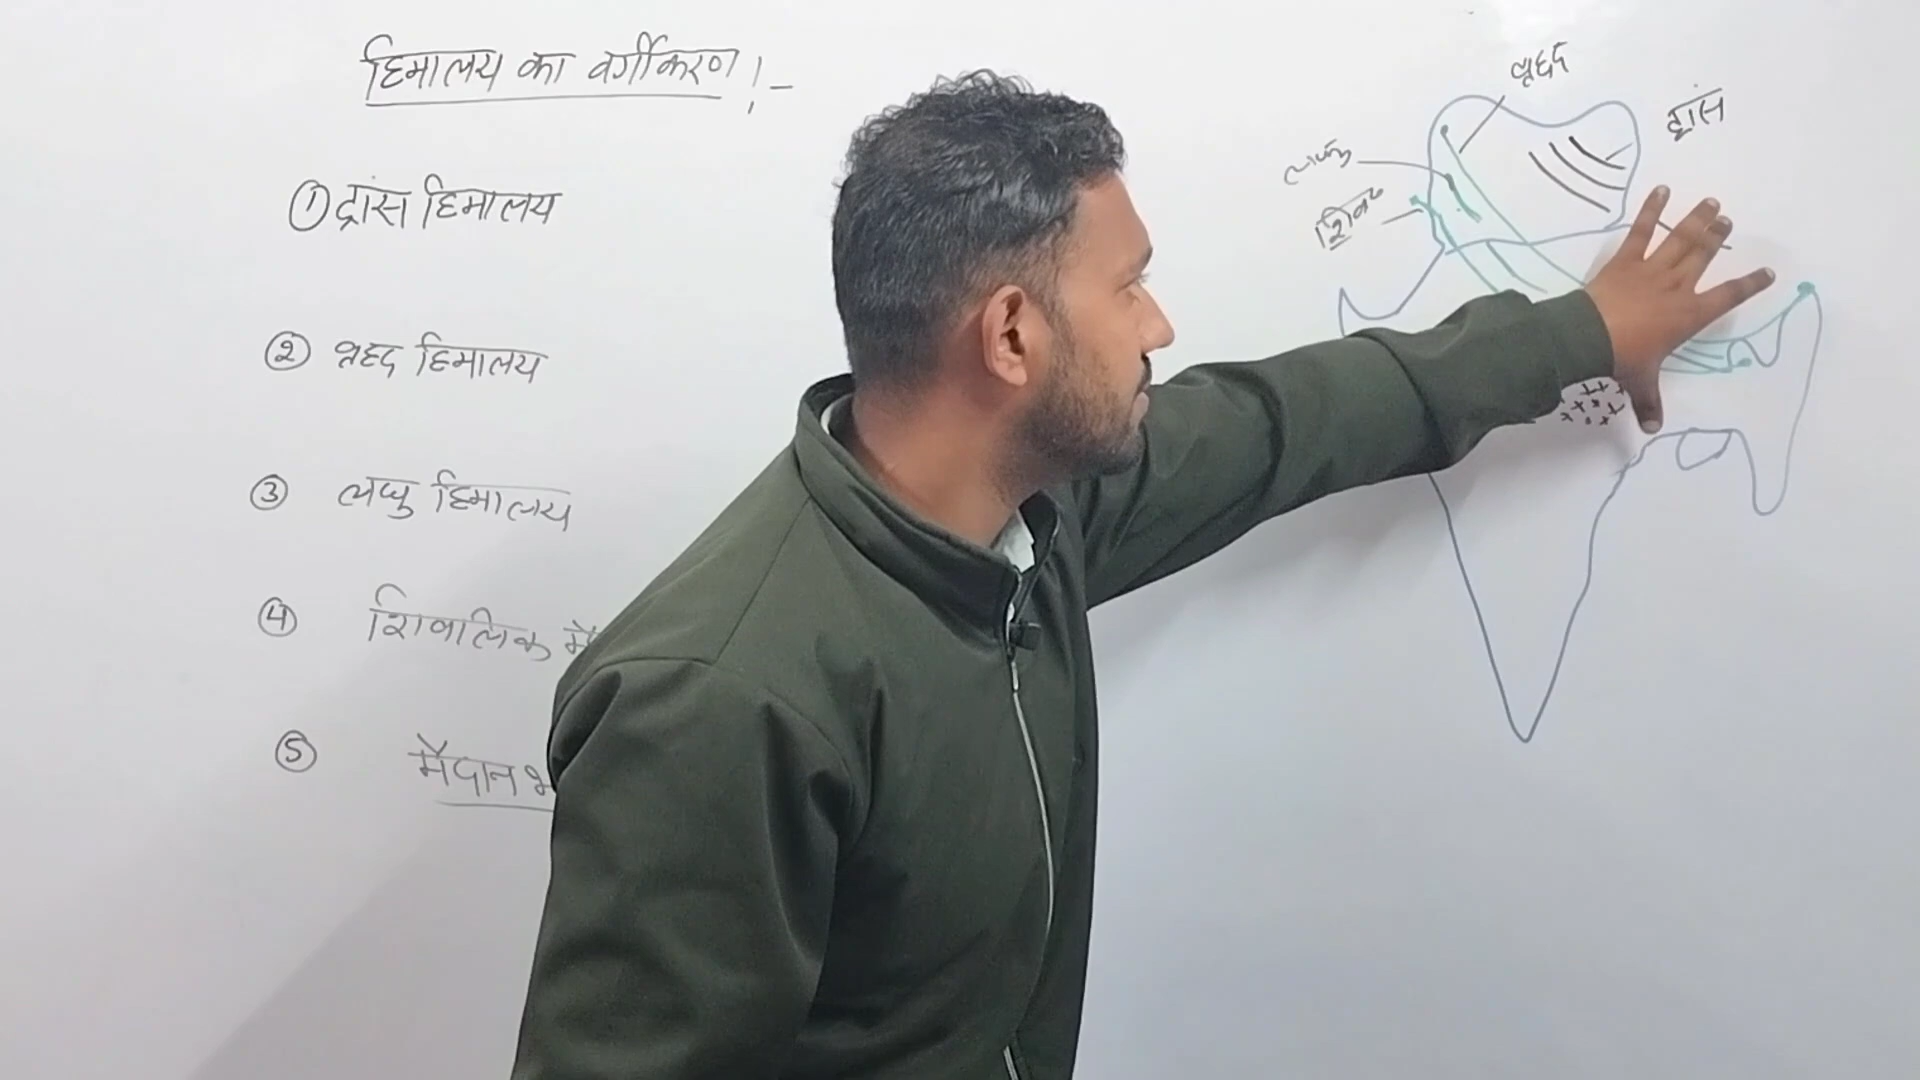 हिमालय का वर्गीकरण !-
① ट्रांस हिमालय
② वृहद हिमालय
③ लघु हिमालय
④ शिवालिक
⑤ मैदान
वृहद
ट्रांस
लघु
शिवा